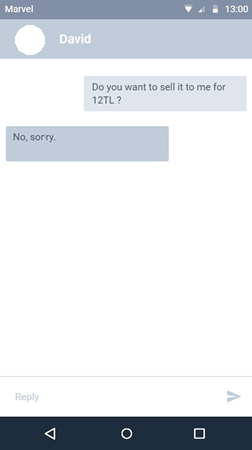 Marvel 13:00
David
Do you want to sell it to me for
12TL ?
No, sorry.
Reply